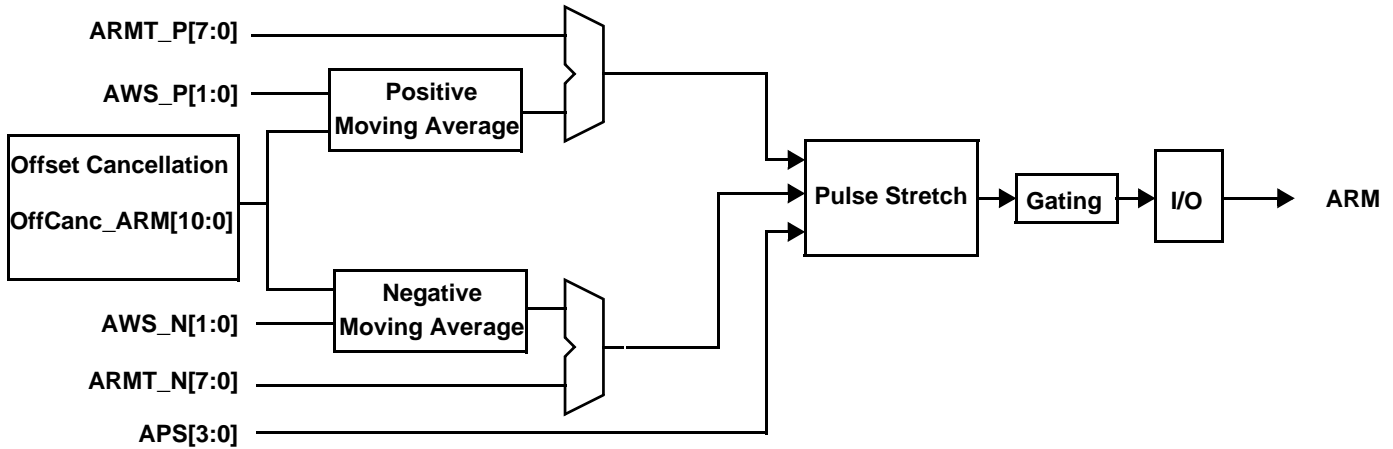 ARMT_P[7:0]
AWS_P[1:0]
Positive
Moving Average
Offset Cancellation
OffCanc_ARM[10:0]
Pulse Stretch
Gating
I/O
ARM
Negative
Moving Average
AWS_N[1:0]
ARMT_N[7:0]
APS[3:0]